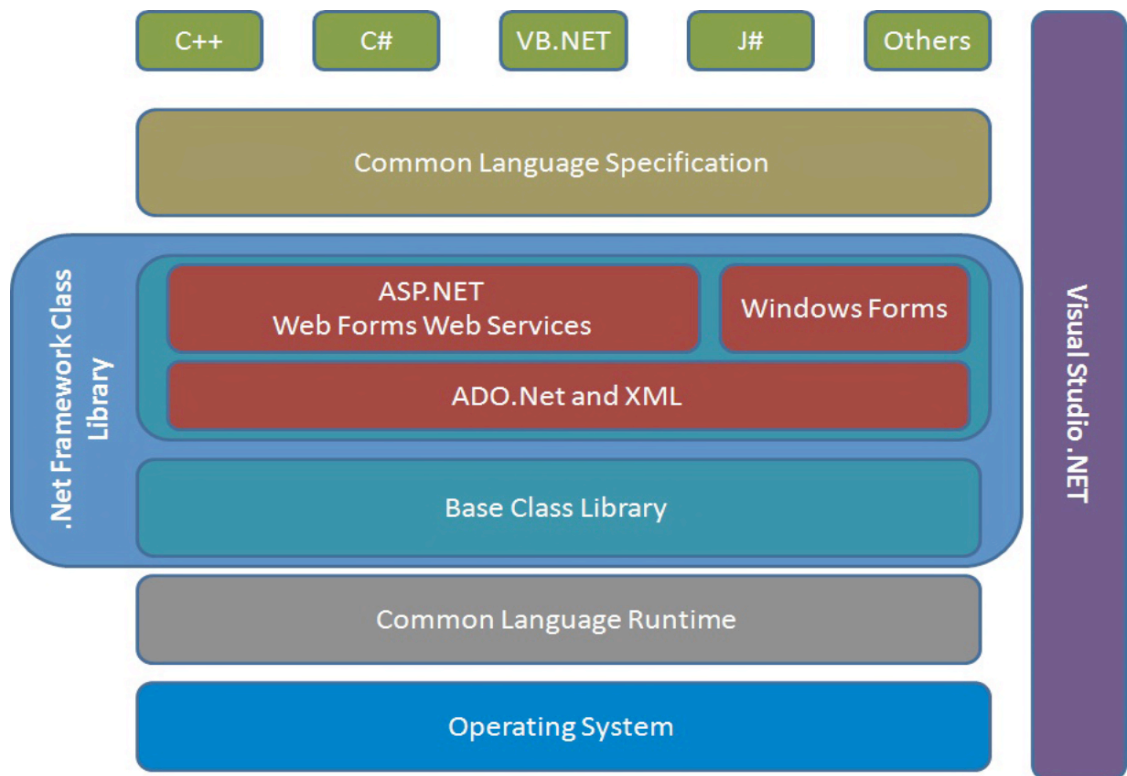 C++
C#
VB.NET
J#
Others
Common Language Specification
.Net Framework Class
Library
ASP.NET
Web Forms Web Services
Windows Forms
ADO.Net and XML
Base Class Library
Common Language Runtime
Operating System
Visual Studio .NET